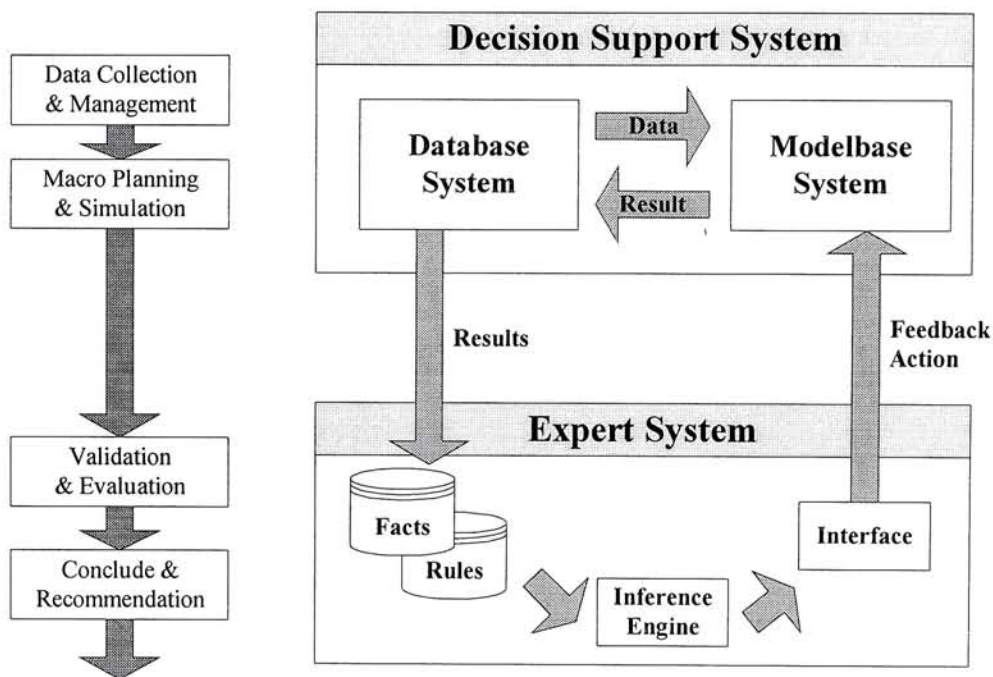 Data Collection
& Management
Macro Planning
& Simulation
Validation
& Evaluation
Conclude &
Recommendation
Decision Support System
Database
System
Data
Result
Modelbase
System
Results
Feedback
Action
Expert System
Facts
Rules
Inference
Engine
Interface